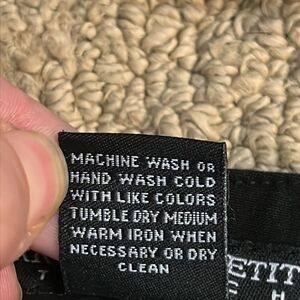 MACHINE WASH OR
HAND WASH COLD
WITH LIKE COLORS
TUMBLE DRY MEDIUM
WARM IRON WHEN
NECESSARY OR DRY
CLEAN
ETIT